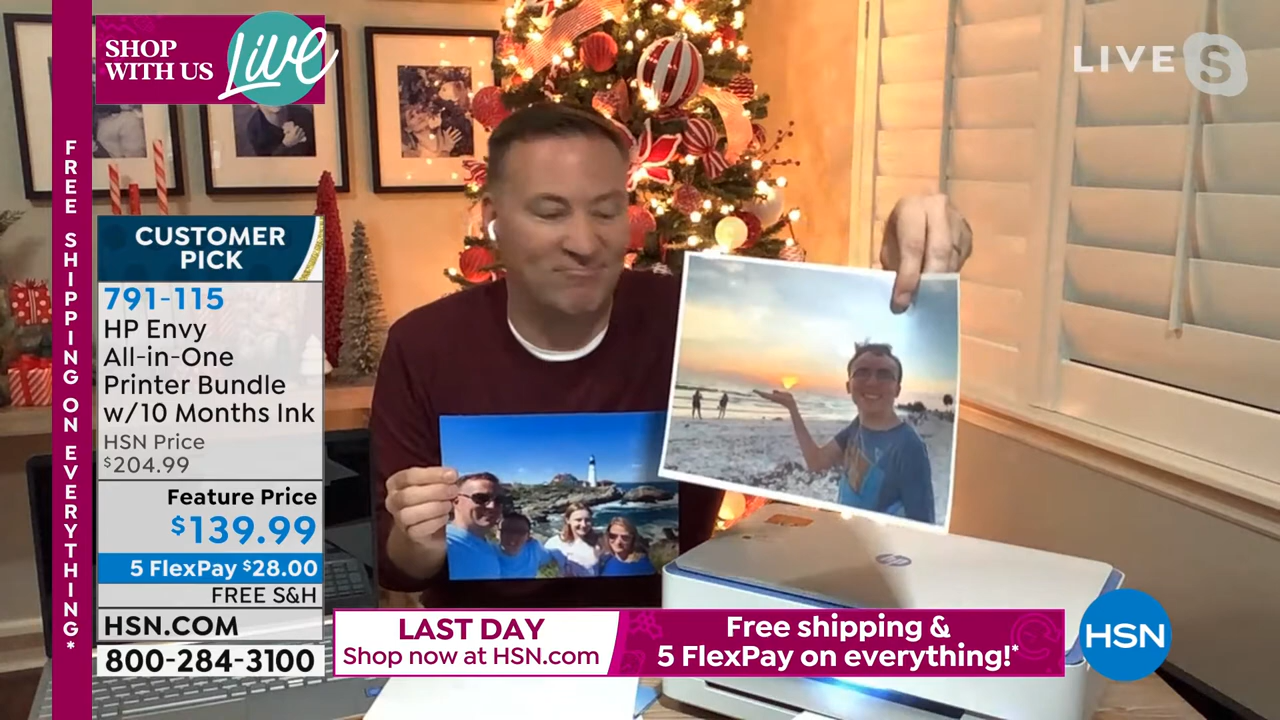 SHOP
WITH US
Live
LIVE S
FREE SHIPPING ON EVERYTHING*
CUSTOMER
PICK
791-115
HP Envy
All-in-One
Printer Bundle
w/10 Months Ink
HSN Price
$204.99
Feature Price
$139.99
5 FlexPay $28.00
FREE S&H
HSN.COM
800-284-3100
hp
LAST DAY
Shop now at HSN.com
Free shipping &
5 FlexPay on everything!*
HSN